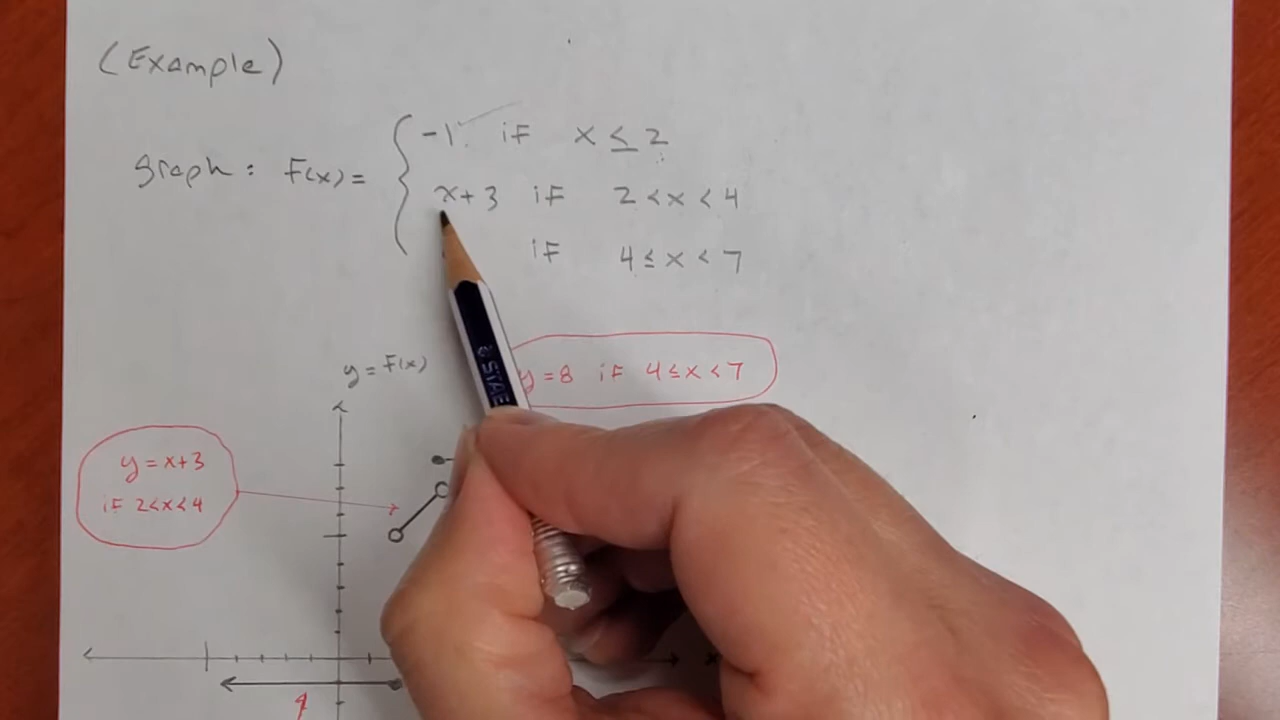 (Example)
Graph: F(x) =
-1 if x ≤ 2
x+3 if 2 < x < 4
if 4 ≤ x < 7
y = F(x)
y = 8 if 4 ≤ x < 7
y = x+3
if 2 < x < 4
STAE